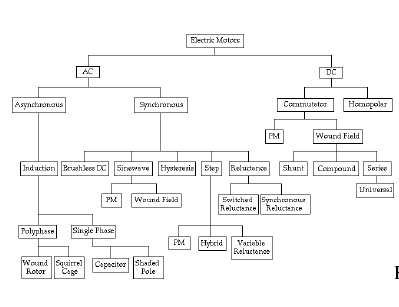 Electric Motors
AC
DC
Asynchronous
Synchronous
Commutator
Homopolar
PM
Wound Field
Induction
Brushless DC
Sinewave
Hysteresis
Step
Reluctance
Shunt
Compound
Series
Universal
PM
Wound Field
Switched
Reluctance
Synchronous
Reluctance
Polyphase
Single Phase
PM
Hybrid
Variable
Reluctance
Wound
Rotor
Squirrel
Cage
Capacitor
Shaded
Pole